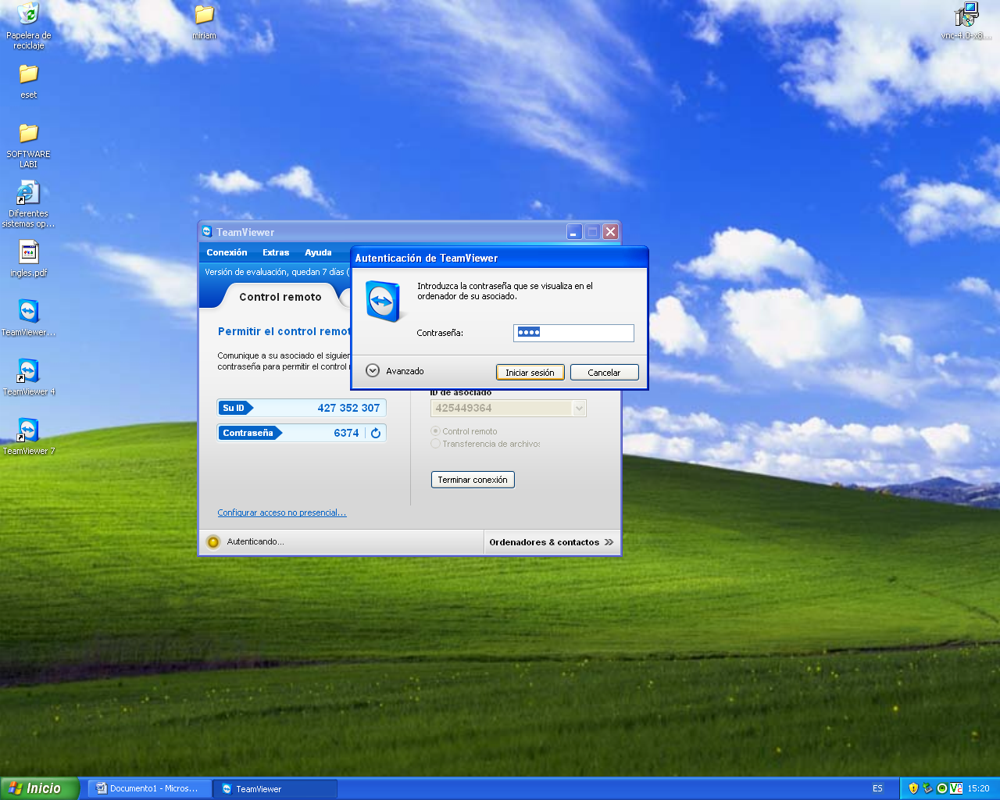 Papelera de
reciclaje
miriam
vnc-4.0-x8...
eset
SOFTWARE
LABI
Diferentes
sistemas op...
ingles.pdf
TeamViewer...
TeamViewer 4
TeamViewer 7
TeamViewer
Conexión Extras Ayuda
Versión de evaluación, quedan 7 días (
Control remoto
Permitir el control remot
Comunique a su asociado el siguien
contraseña para permitir el control
Su ID 427 352 307
Contraseña 6374
Configurar acceso no presencial...
ID de asociado
425449364
Control remoto
Transferencia de archivos
Terminar conexión
Autenticando...
Ordenadores & contactos
Autenticación de TeamViewer
Introduzca la contraseña que se visualiza en el
ordenador de su asociado.
Contraseña:
Avanzado
Iniciar sesión
Cancelar
Inicio
Documento1 - Micros...
TeamViewer
ES
15:20